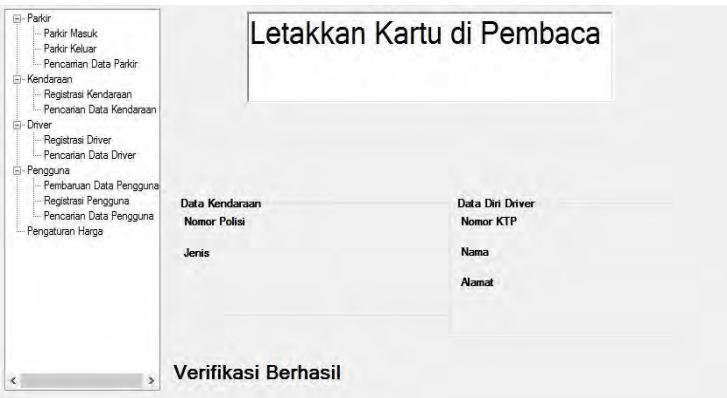 Parkir
Parkir Masuk
Parkir Keluar
Pencarian Data Parkir
Kendaraan
Registrasi Kendaraan
Pencarian Data Kendaraan
Driver
Registrasi Driver
Pencarian Data Driver
Pengguna
Pembaruan Data Pengguna
Registrasi Pengguna
Pencarian Data Pengguna
Pengaturan Harga
Letakkan Kartu di Pembaca
Data Kendaraan
Nomor Polisi
Jenis
Data Diri Driver
Nomor KTP
Nama
Alamat
Verifikasi Berhasil